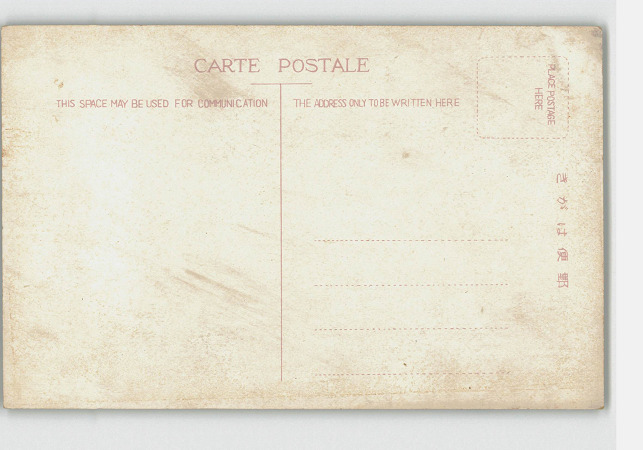 CARTE POSTALE
THIS SPACE MAY BE USED FOR COMMUNICATION
THE ADDRESS ONLY TO BE WRITTEN HERE
PLACE POSTAGE
HERE
きがは便郵